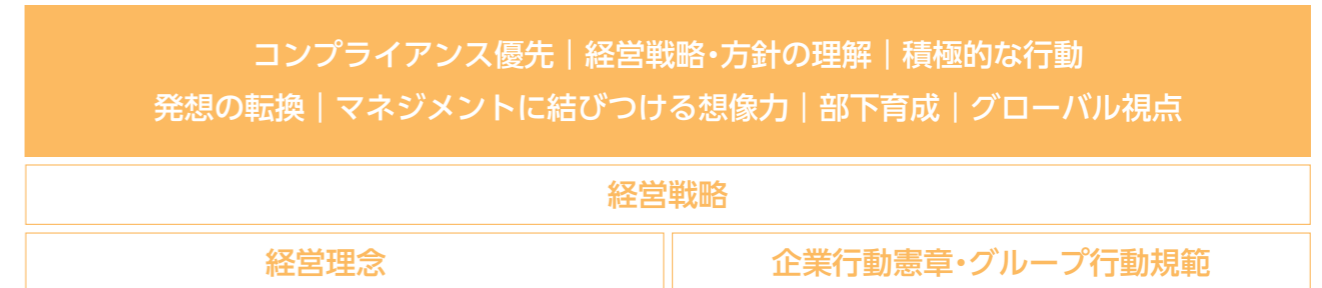 コンプライアンス優先｜経営戦略・方針の理解｜積極的な行動
発想の転換｜マネジメントに結びつける想像力｜部下育成｜グローバル視点
経営戦略
経営理念
企業行動憲章・グループ行動規範